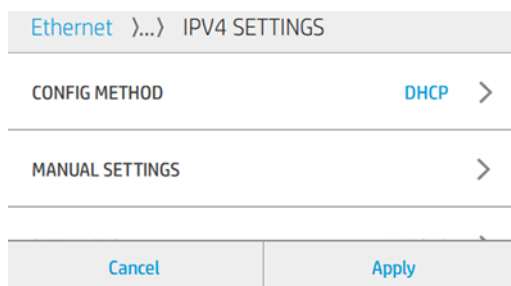 Ethernet 〉...〉 IPV4 SETTINGS
CONFIG METHOD DHCP
MANUAL SETTINGS
Cancel Apply